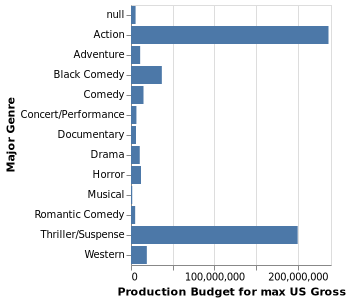 null
Action
Adventure
Black Comedy
Comedy
Concert/Performance
Documentary
Drama
Horror
Musical
Romantic Comedy
Thriller/Suspense
Western
Major Genre
0 100,000,000 200,000,000
Production Budget for max US Gross